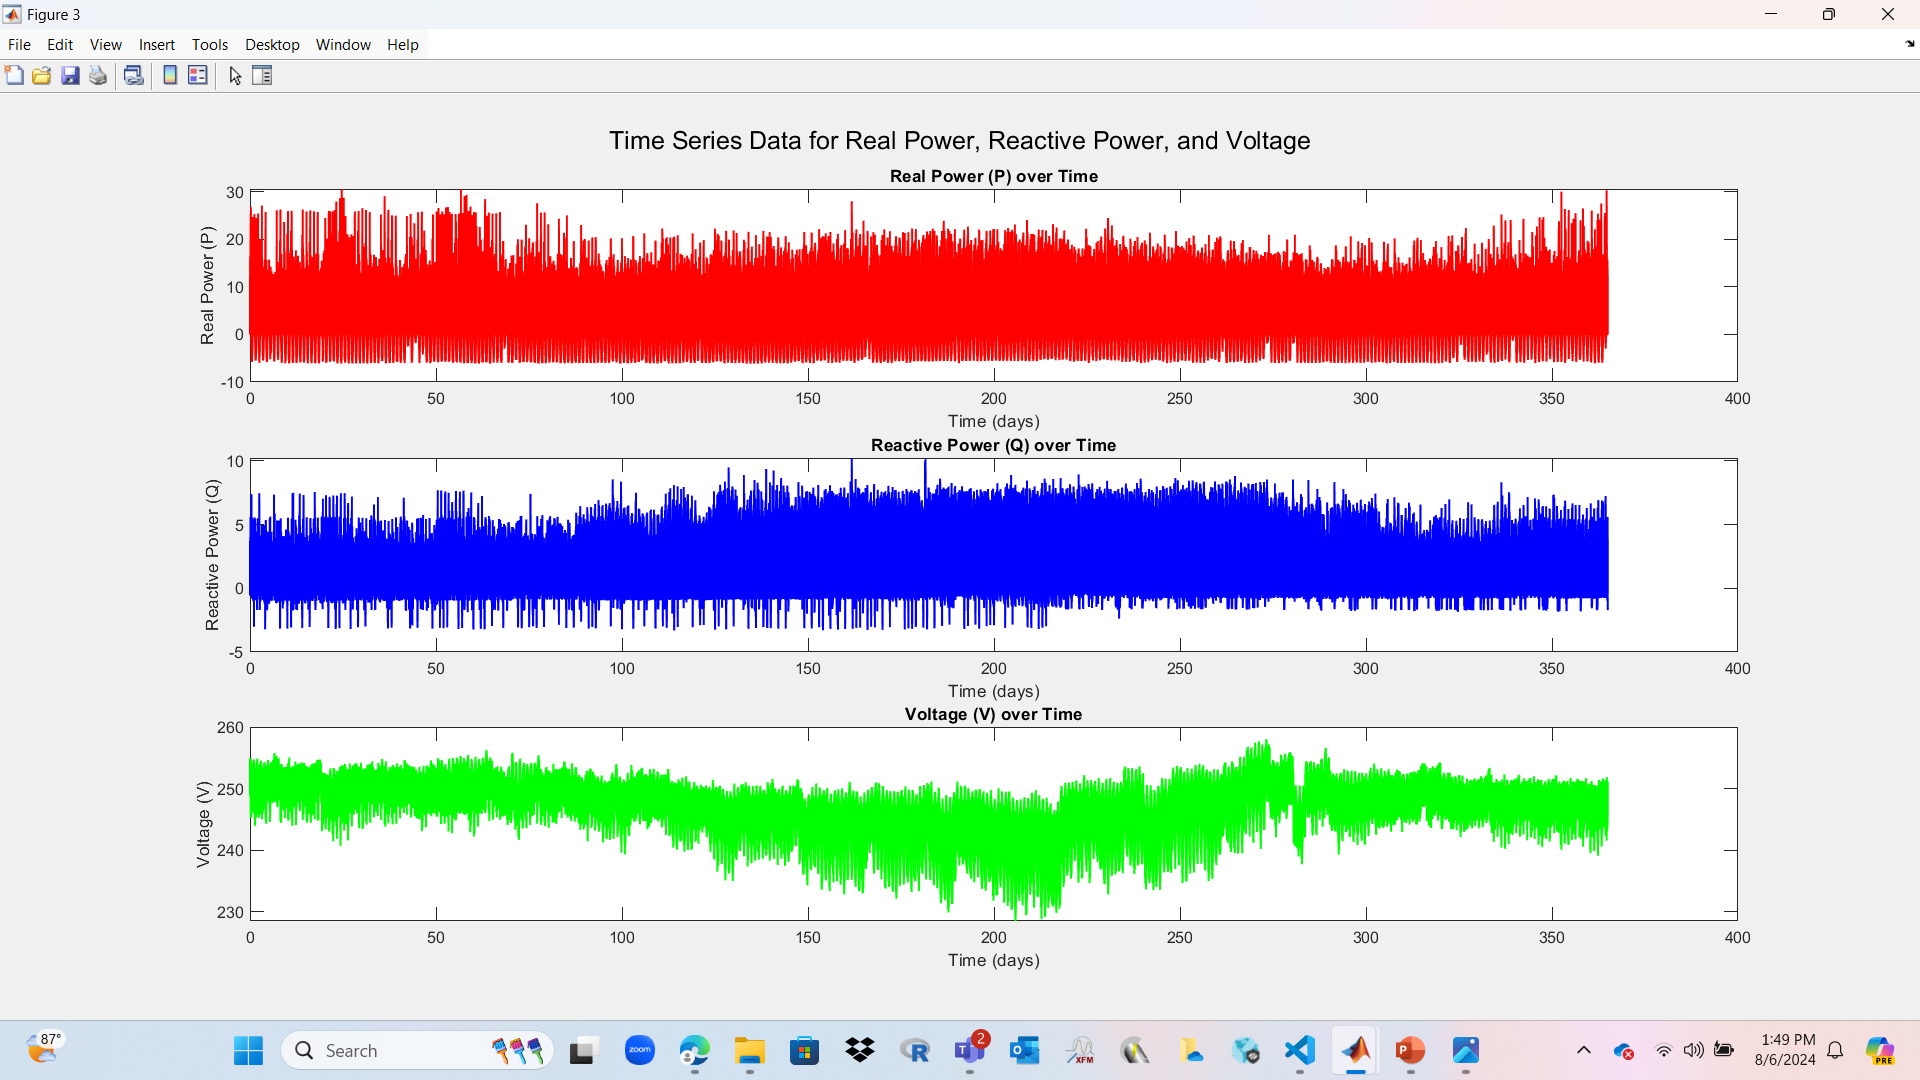 Figure 3
File Edit View Insert Tools Desktop Window Help
Time Series Data for Real Power, Reactive Power, and Voltage
Real Power (P) over Time
Real Power (P)
30
20
10
0
-10
0 50 100 150 200 250 300 350 400
Time (days)
Reactive Power (Q) over Time
Reactive Power (Q)
10
5
0
-5
0 50 100 150 200 250 300 350 400
Time (days)
Voltage (V) over Time
Voltage (V)
260
250
240
230
0 50 100 150 200 250 300 350 400
Time (days)
87°
Search
zoom
R
T
2
O
XFM
P
1:49 PM
8/6/2024
PRE